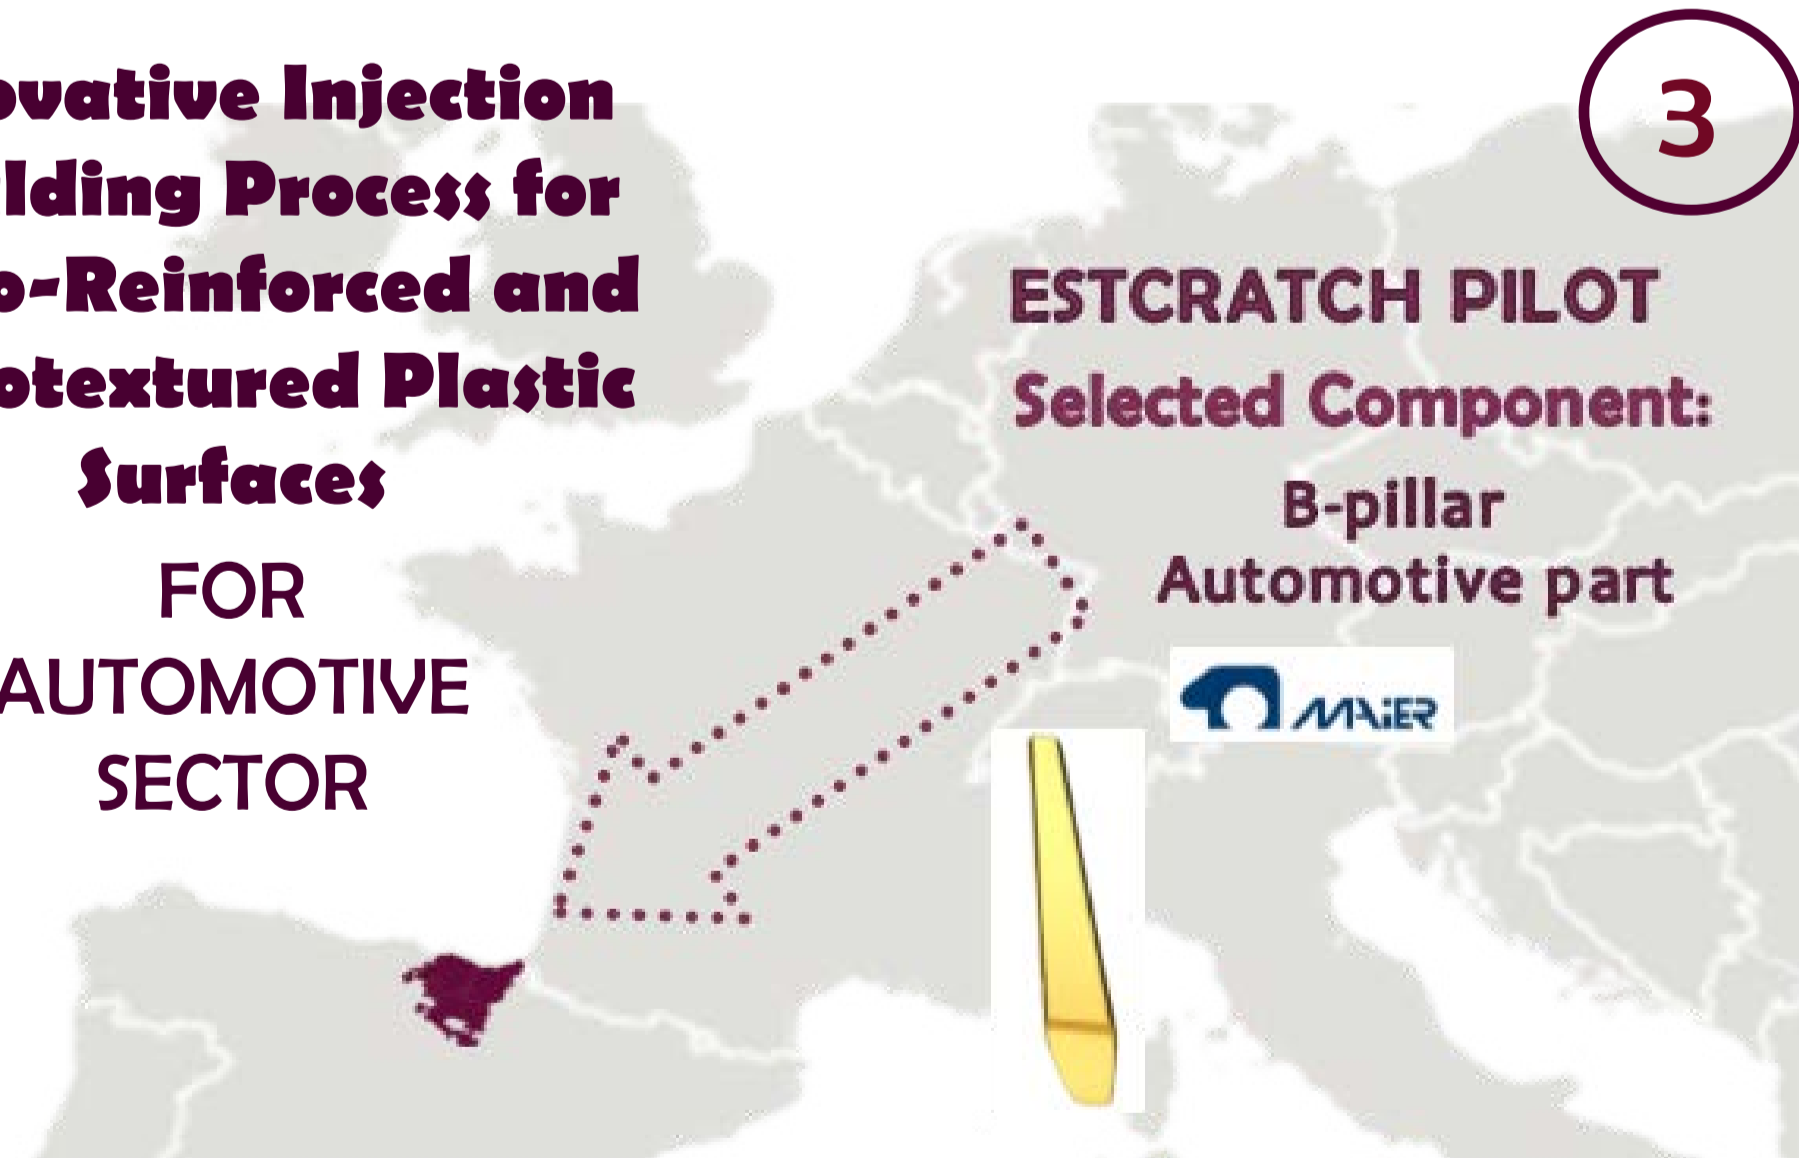 ovative Injection
lding Process for
o-Reinforced and
otextured Plastic
Surfaces
FOR
AUTOMOTIVE
SECTOR
3
ESTCRATCH PILOT
Selected Component:
B-pillar
Automotive part
MAiER